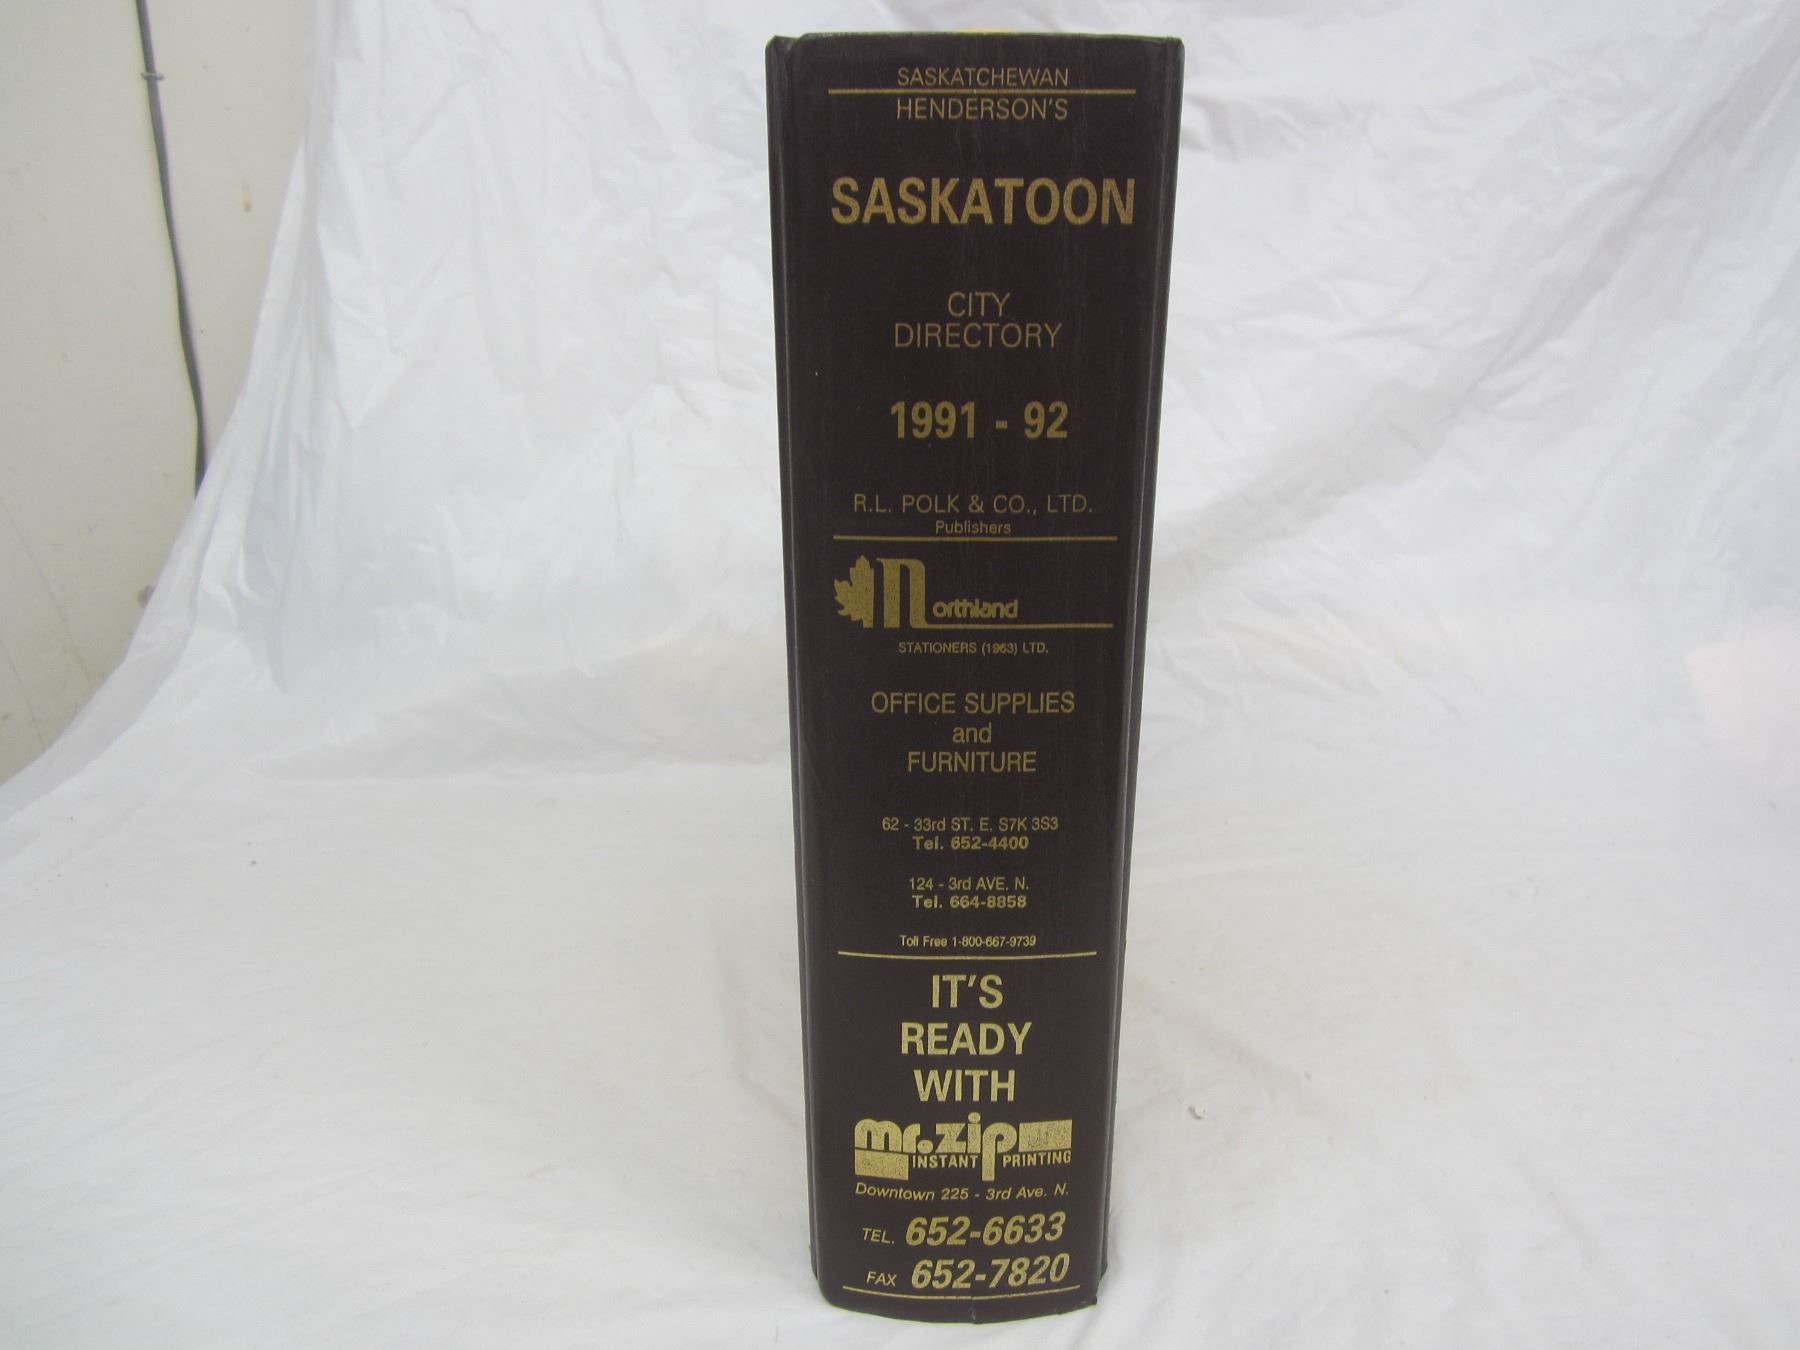 SASKATCHEWAN
HENDERSON'S
SASKATOON
CITY
DIRECTORY
1991 - 92
R.L. POLK & CO., LTD.
Publishers
Northland
STATIONERS (1963) LTD.
OFFICE SUPPLIES
and
FURNITURE
62 - 33rd ST. E. S7K 3S3
Tel. 652-4400
124 - 3rd AVE. N.
Tel. 664-8858
Toll Free 1-800-667-9739
IT'S
READY
WITH
mr.zip
INSTANT PRINTING
Downtown 225 - 3rd Ave. N.
TEL. 652-6633
FAX 652-7820